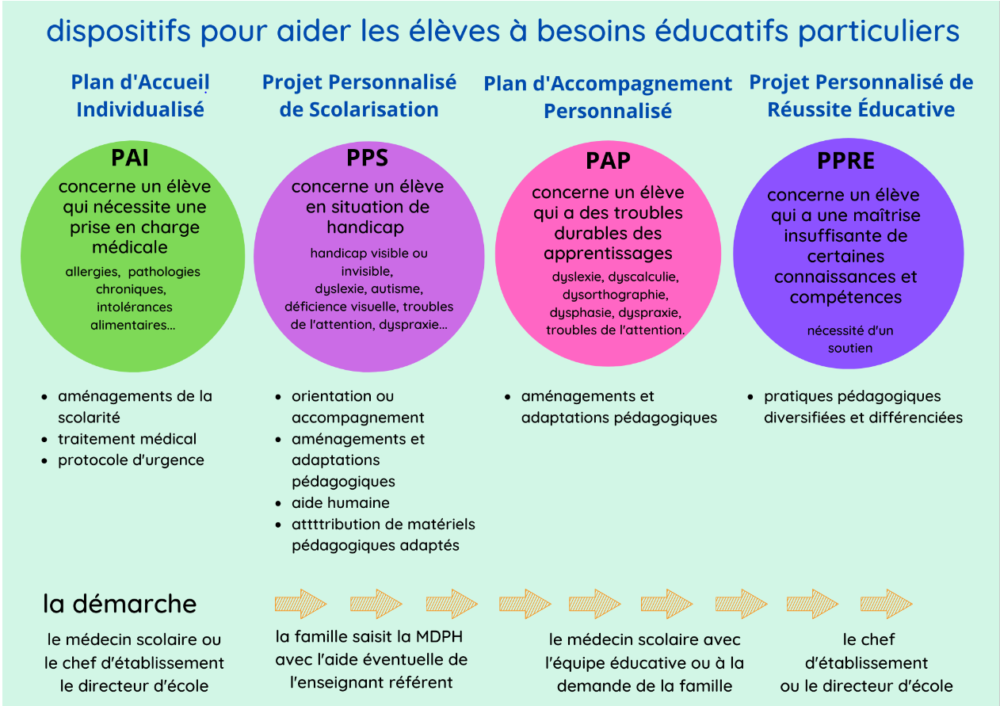 dispositifs pour aider les élèves à besoins éducatifs particuliers
Plan d'Accueil
Individualisé
PAI
concerne un élève
qui nécessite une
prise en charge
médicale
allergies, pathologies
chroniques,
intolérances
alimentaires...
• aménagements de la
scolarité
• traitement médical
• protocole d'urgence
Projet Personnalisé
de Scolarisation
PPS
concerne un élève
en situation de
handicap
handicap visible ou
invisible,
dyslexie, autisme,
déficience visuelle, troubles
de l'attention, dyspraxie...
• orientation ou
accompagnement
• aménagements et
adaptations
pédagogiques
• aide humaine
• attttribution de matériels
pédagogiques adaptés
Plan d'Accompagnement
Personnalisé
PAP
concerne un élève
qui a des troubles
durables des
apprentissages
dyslexie, dyscalculie,
dysorthographie,
dysphasie, dyspraxie,
troubles de l'attention.
• aménagements et
adaptations pédagogiques
Projet Personnalisé de
Réussite Éducative
PPRE
concerne un élève
qui a une maîtrise
insuffisante de
certaines
connaissances et
compétences
nécessité d'un
soutien
• pratiques pédagogiques
diversifiées et différenciées
la démarche
le médecin scolaire ou
le chef d'établissement
le directeur d'école
la famille saisit la MDPH
avec l'aide éventuelle de
l'enseignant référent
le médecin scolaire avec
l'équipe éducative ou à la
demande de la famille
le chef
d'établissement
ou le directeur d'école